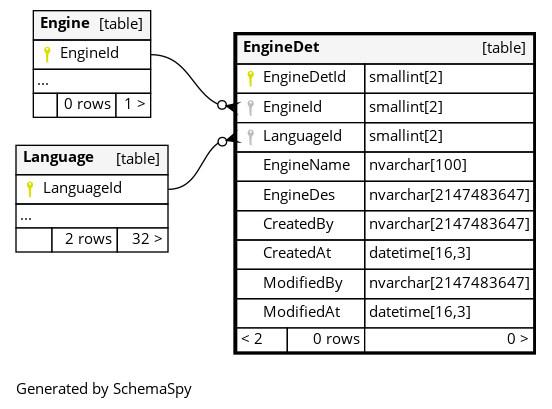 Engine [table]
EngineId
...
0 rows 1 >
Language [table]
LanguageId
...
2 rows 32 >
EngineDet [table]
EngineDetId smallint[2]
EngineId smallint[2]
LanguageId smallint[2]
EngineName nvarchar[100]
EngineDes nvarchar[2147483647]
CreatedBy nvarchar[2147483647]
CreatedAt datetime[16,3]
ModifiedBy nvarchar[2147483647]
ModifiedAt datetime[16,3]
< 2 0 rows 0 >
Generated by SchemaSpy